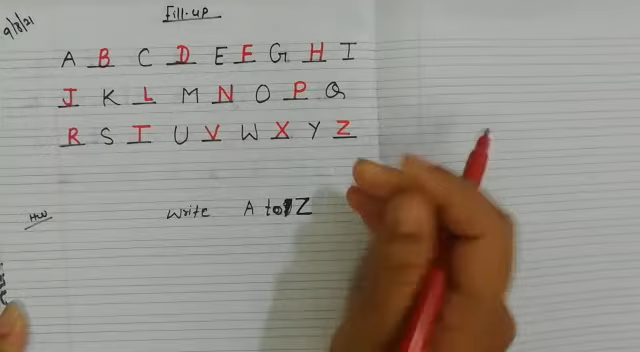 9/8/21
Fill-up
A B C D E F G H I
J K L M N O P Q
R S T U V W X Y Z
HW
Write A to Z